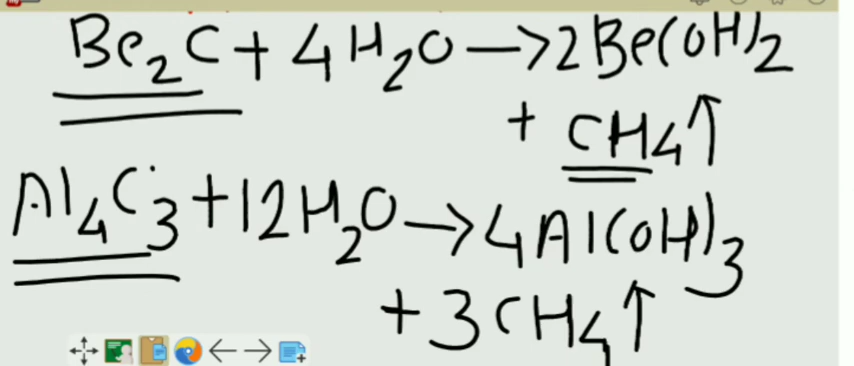 Be₂C + 4H₂O → 2Be(OH)₂
+ CH₄↑
Al₄C₃ + 12H₂O → 4Al(OH)₃
+ 3CH₄↑